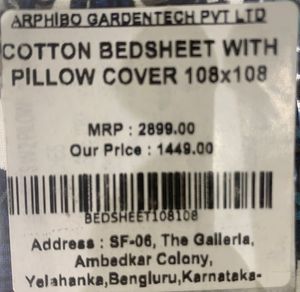 ARPHIBO GARDENTECH PVT LTD
COTTON BEDSHEET WITH
PILLOW COVER 108x108
MRP : 2899.00
Our Price : 1449.00
BEDSHEET108108
Address : SF-06, The Galleria,
Ambedkar Colony,
Yelahanka,Bengluru,Karnataka-